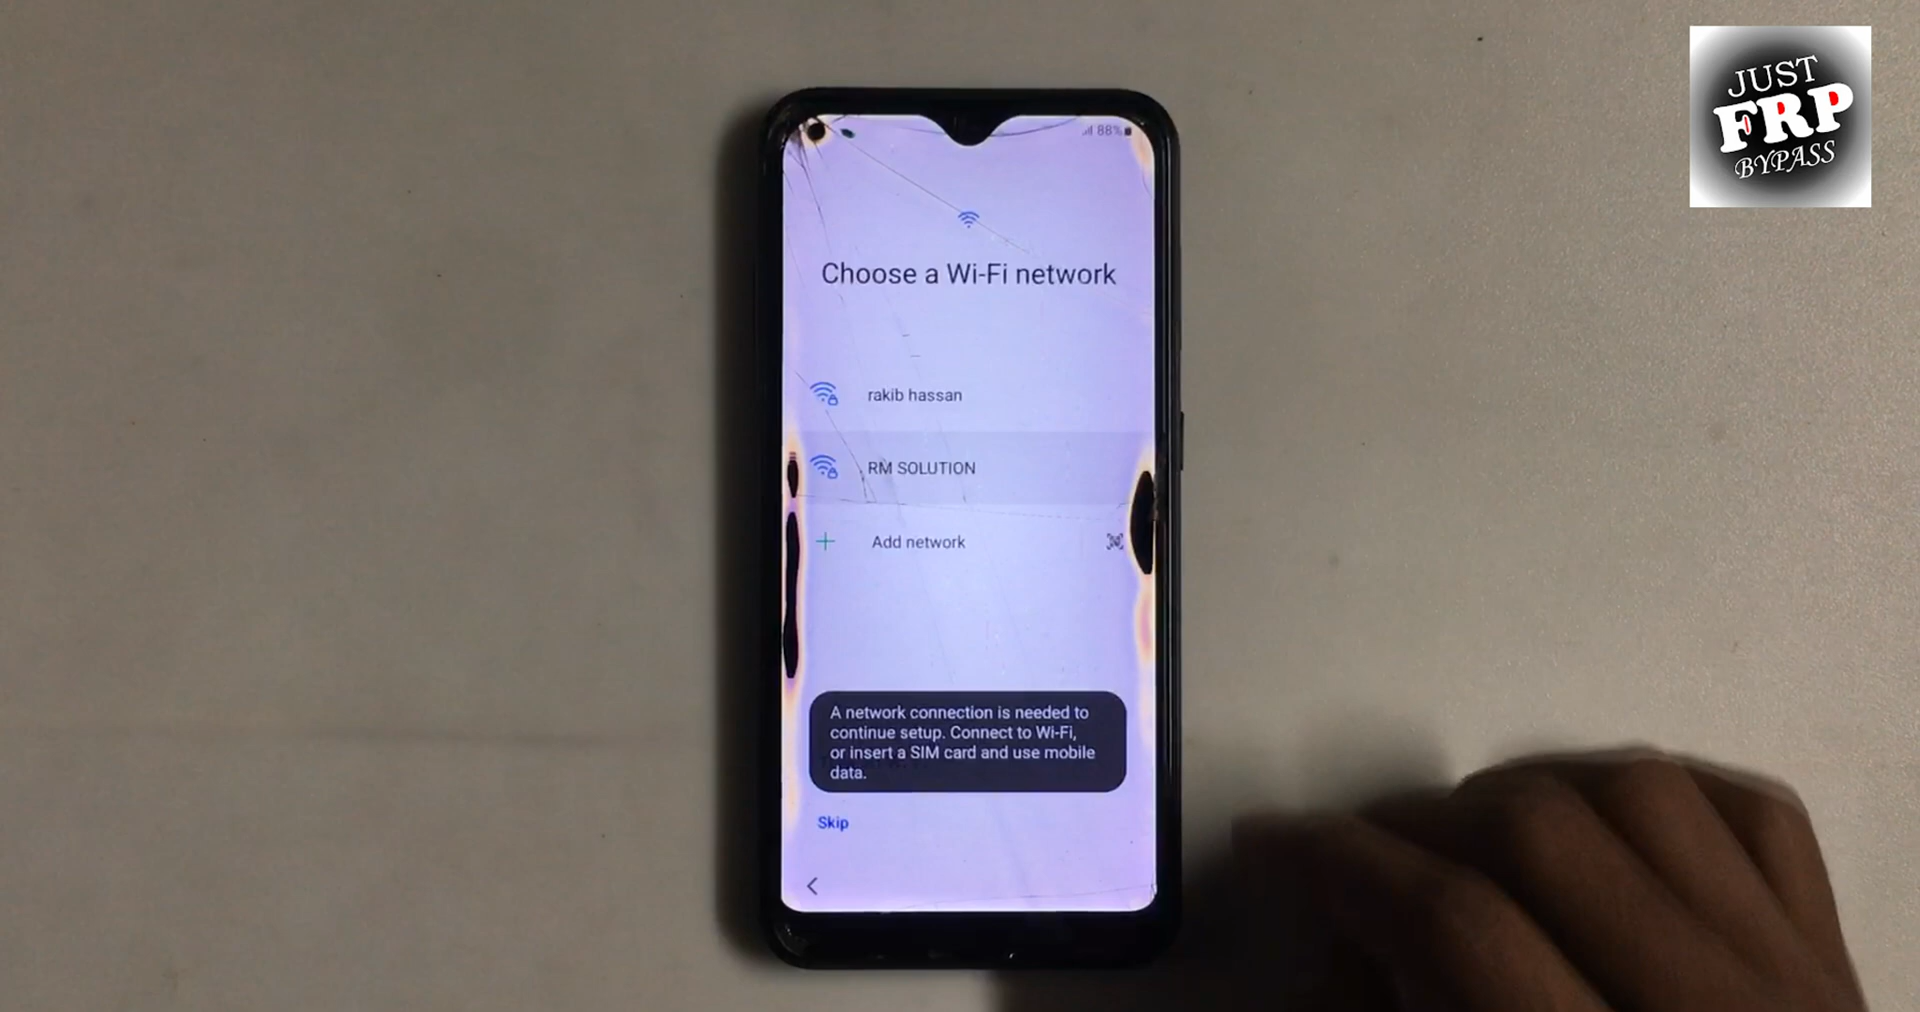 JUST
FRP
BYPASS
88%
Choose a Wi-Fi network
rakib hassan
RM SOLUTION
Add network
A network connection is needed to
continue setup. Connect to Wi-Fi,
or insert a SIM card and use mobile
data.
Skip